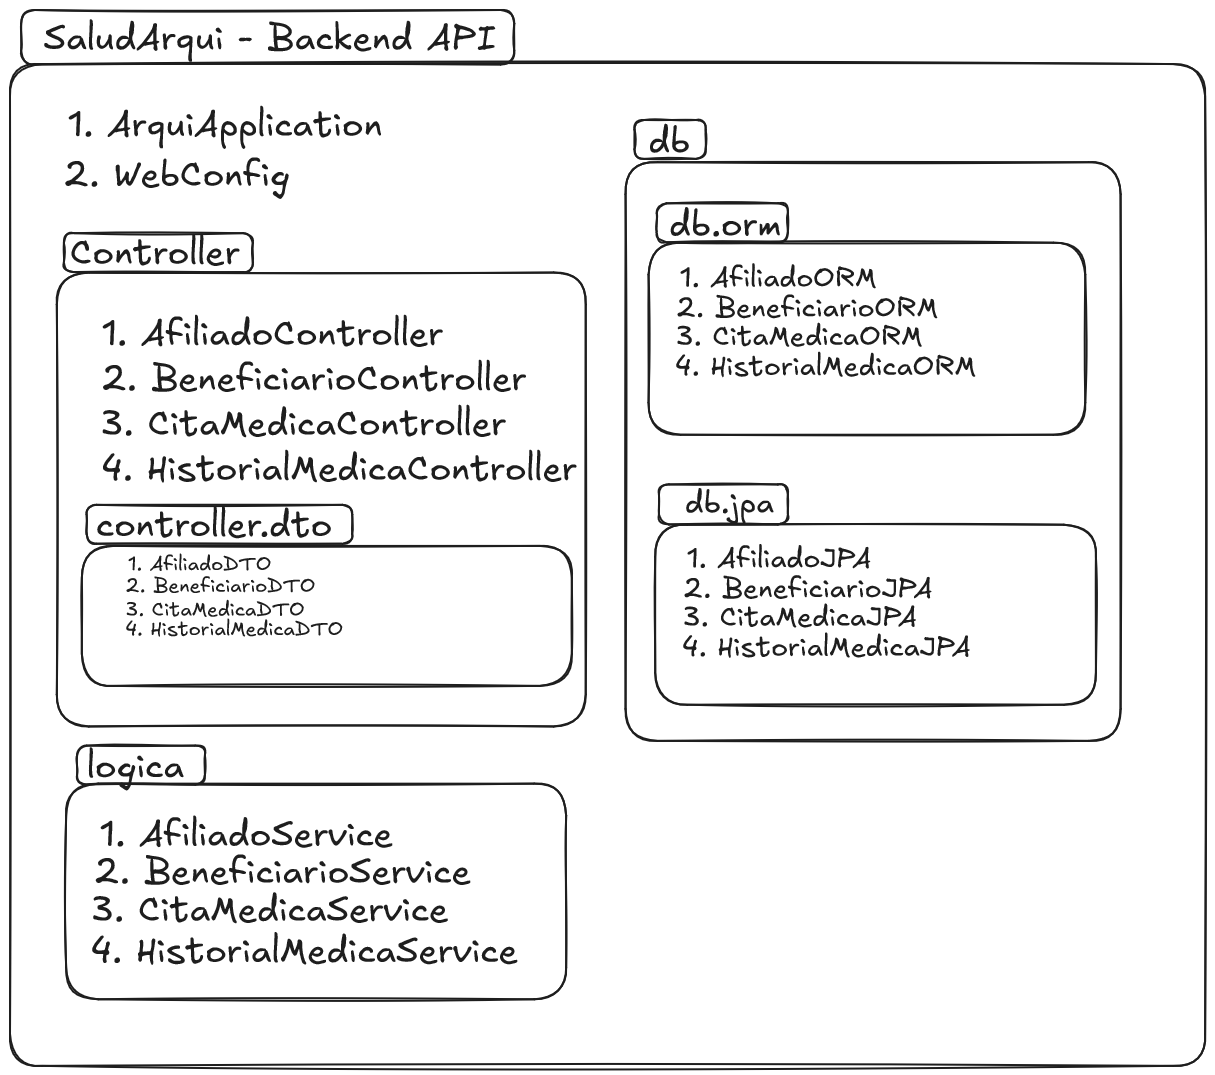 SaludArqui - Backend API
1. ArquiApplication
2. WebConfig
Controller
1. AfiliadoController
2. BeneficiarioController
3. CitaMedicaController
4. HistorialMedicaController
controller.dto
1. AfiliadoDTO
2. BeneficiarioDTO
3. CitaMedicaDTO
4. HistorialMedicaDTO
logica
1. AfiliadoService
2. BeneficiarioService
3. CitaMedicaService
4. HistorialMedicaService
db
db.orm
1. AfiliadoORM
2. BeneficiarioORM
3. CitaMedicaORM
4. HistorialMedicaORM
db.jpa
1. AfiliadoJPA
2. BeneficiarioJPA
3. CitaMedicaJPA
4. HistorialMedicaJPA